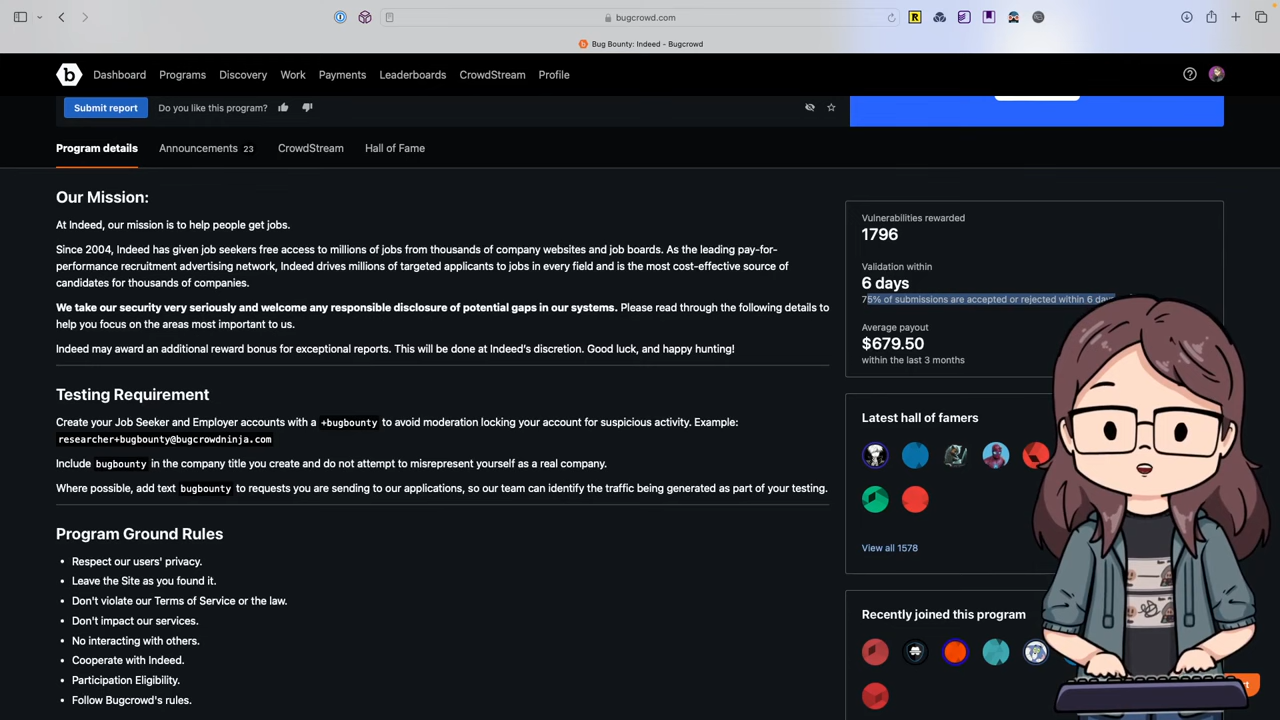 bugcrowd.com
Bug Bounty: Indeed - Bugcrowd
b Dashboard Programs Discovery Work Payments Leaderboards CrowdStream Profile
Submit report Do you like this program?
Program details Announcements 23 CrowdStream Hall of Fame
Our Mission:
At Indeed, our mission is to help people get jobs.
Since 2004, Indeed has given job seekers free access to millions of jobs from thousands of company websites and job boards. As the leading pay-for-
performance recruitment advertising network, Indeed drives millions of targeted applicants to jobs in every field and is the most cost-effective source of
candidates for thousands of companies.
We take our security very seriously and welcome any responsible disclosure of potential gaps in our systems. Please read through the following details to
help you focus on the areas most important to us.
Indeed may award an additional reward bonus for exceptional reports. This will be done at Indeed's discretion. Good luck, and happy hunting!
Testing Requirement
Create your Job Seeker and Employer accounts with a +bugbounty to avoid moderation locking your account for suspicious activity. Example:
researcher+bugbounty@bugcrowdninja.com
Include bugbounty in the company title you create and do not attempt to misrepresent yourself as a real company.
Where possible, add text bugbounty to requests you are sending to our applications, so our team can identify the traffic being generated as part of your testing.
Program Ground Rules
• Respect our users' privacy.
• Leave the Site as you found it.
• Don't violate our Terms of Service or the law.
• Don't impact our services.
• No interacting with others.
• Cooperate with Indeed.
• Participation Eligibility.
• Follow Bugcrowd's rules.
Vulnerabilities rewarded
1796
Validation within
6 days
75% of submissions are accepted or rejected within 6 days
Average payout
$679.50
within the last 3 months
Latest hall of famers
View all 1578
Recently joined this program